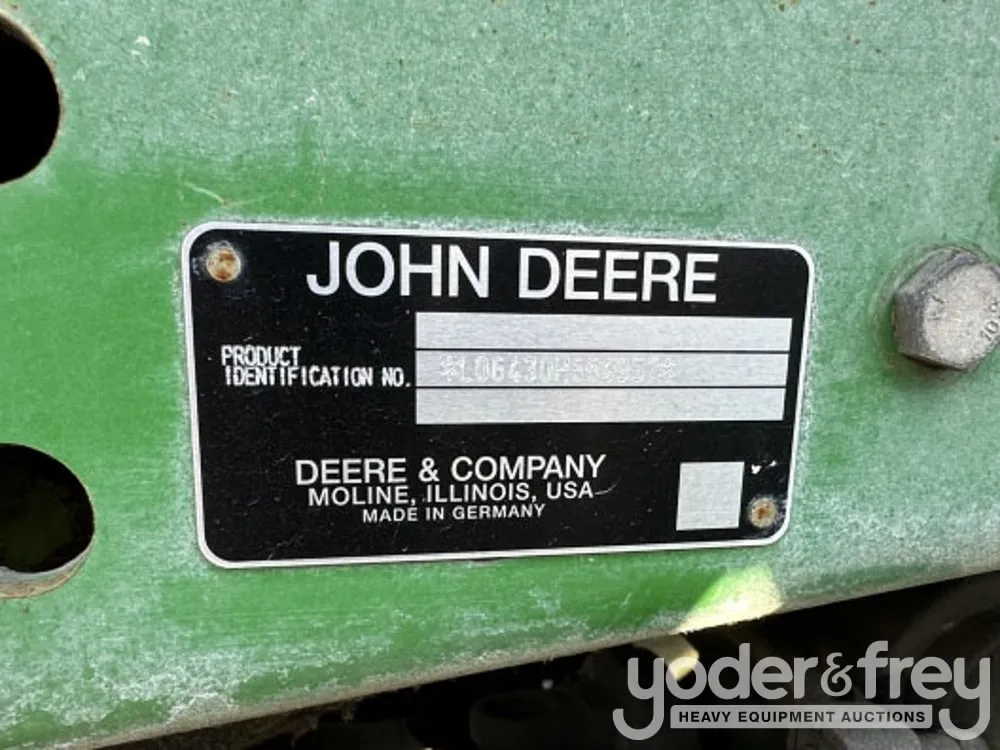 JOHN DEERE
PRODUCT
IDENTIFICATION NO.
DEERE & COMPANY
MOLINE, ILLINOIS, USA
MADE IN GERMANY
yoder&frey
HEAVY EQUIPMENT AUCTIONS